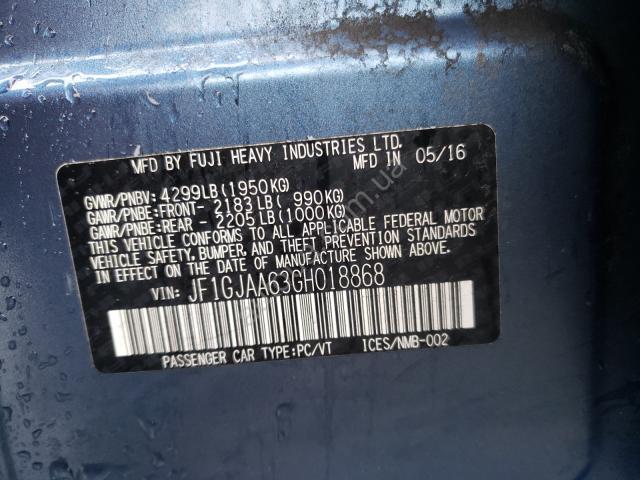 MFD BY FUJI HEAVY INDUSTRIES LTD.
MFD IN 05/16
GVWR/PNBV: 4299LB(1950KG)
GAWR/PNBE:FRONT- 2183LB( 990KG)
GAWR/PNBE:REAR - 2205LB(1000KG)
THIS VEHICLE CONFORMS TO ALL APPLICABLE FEDERAL MOTOR
VEHICLE SAFETY, BUMPER, AND THEFT PREVENTION STANDARDS
IN EFFECT ON THE DATE OF MANUFACTURE SHOWN ABOVE.
VIN: JF1GJAA63GH018868
PASSENGER CAR TYPE:PC/VT ICES/NMB-002